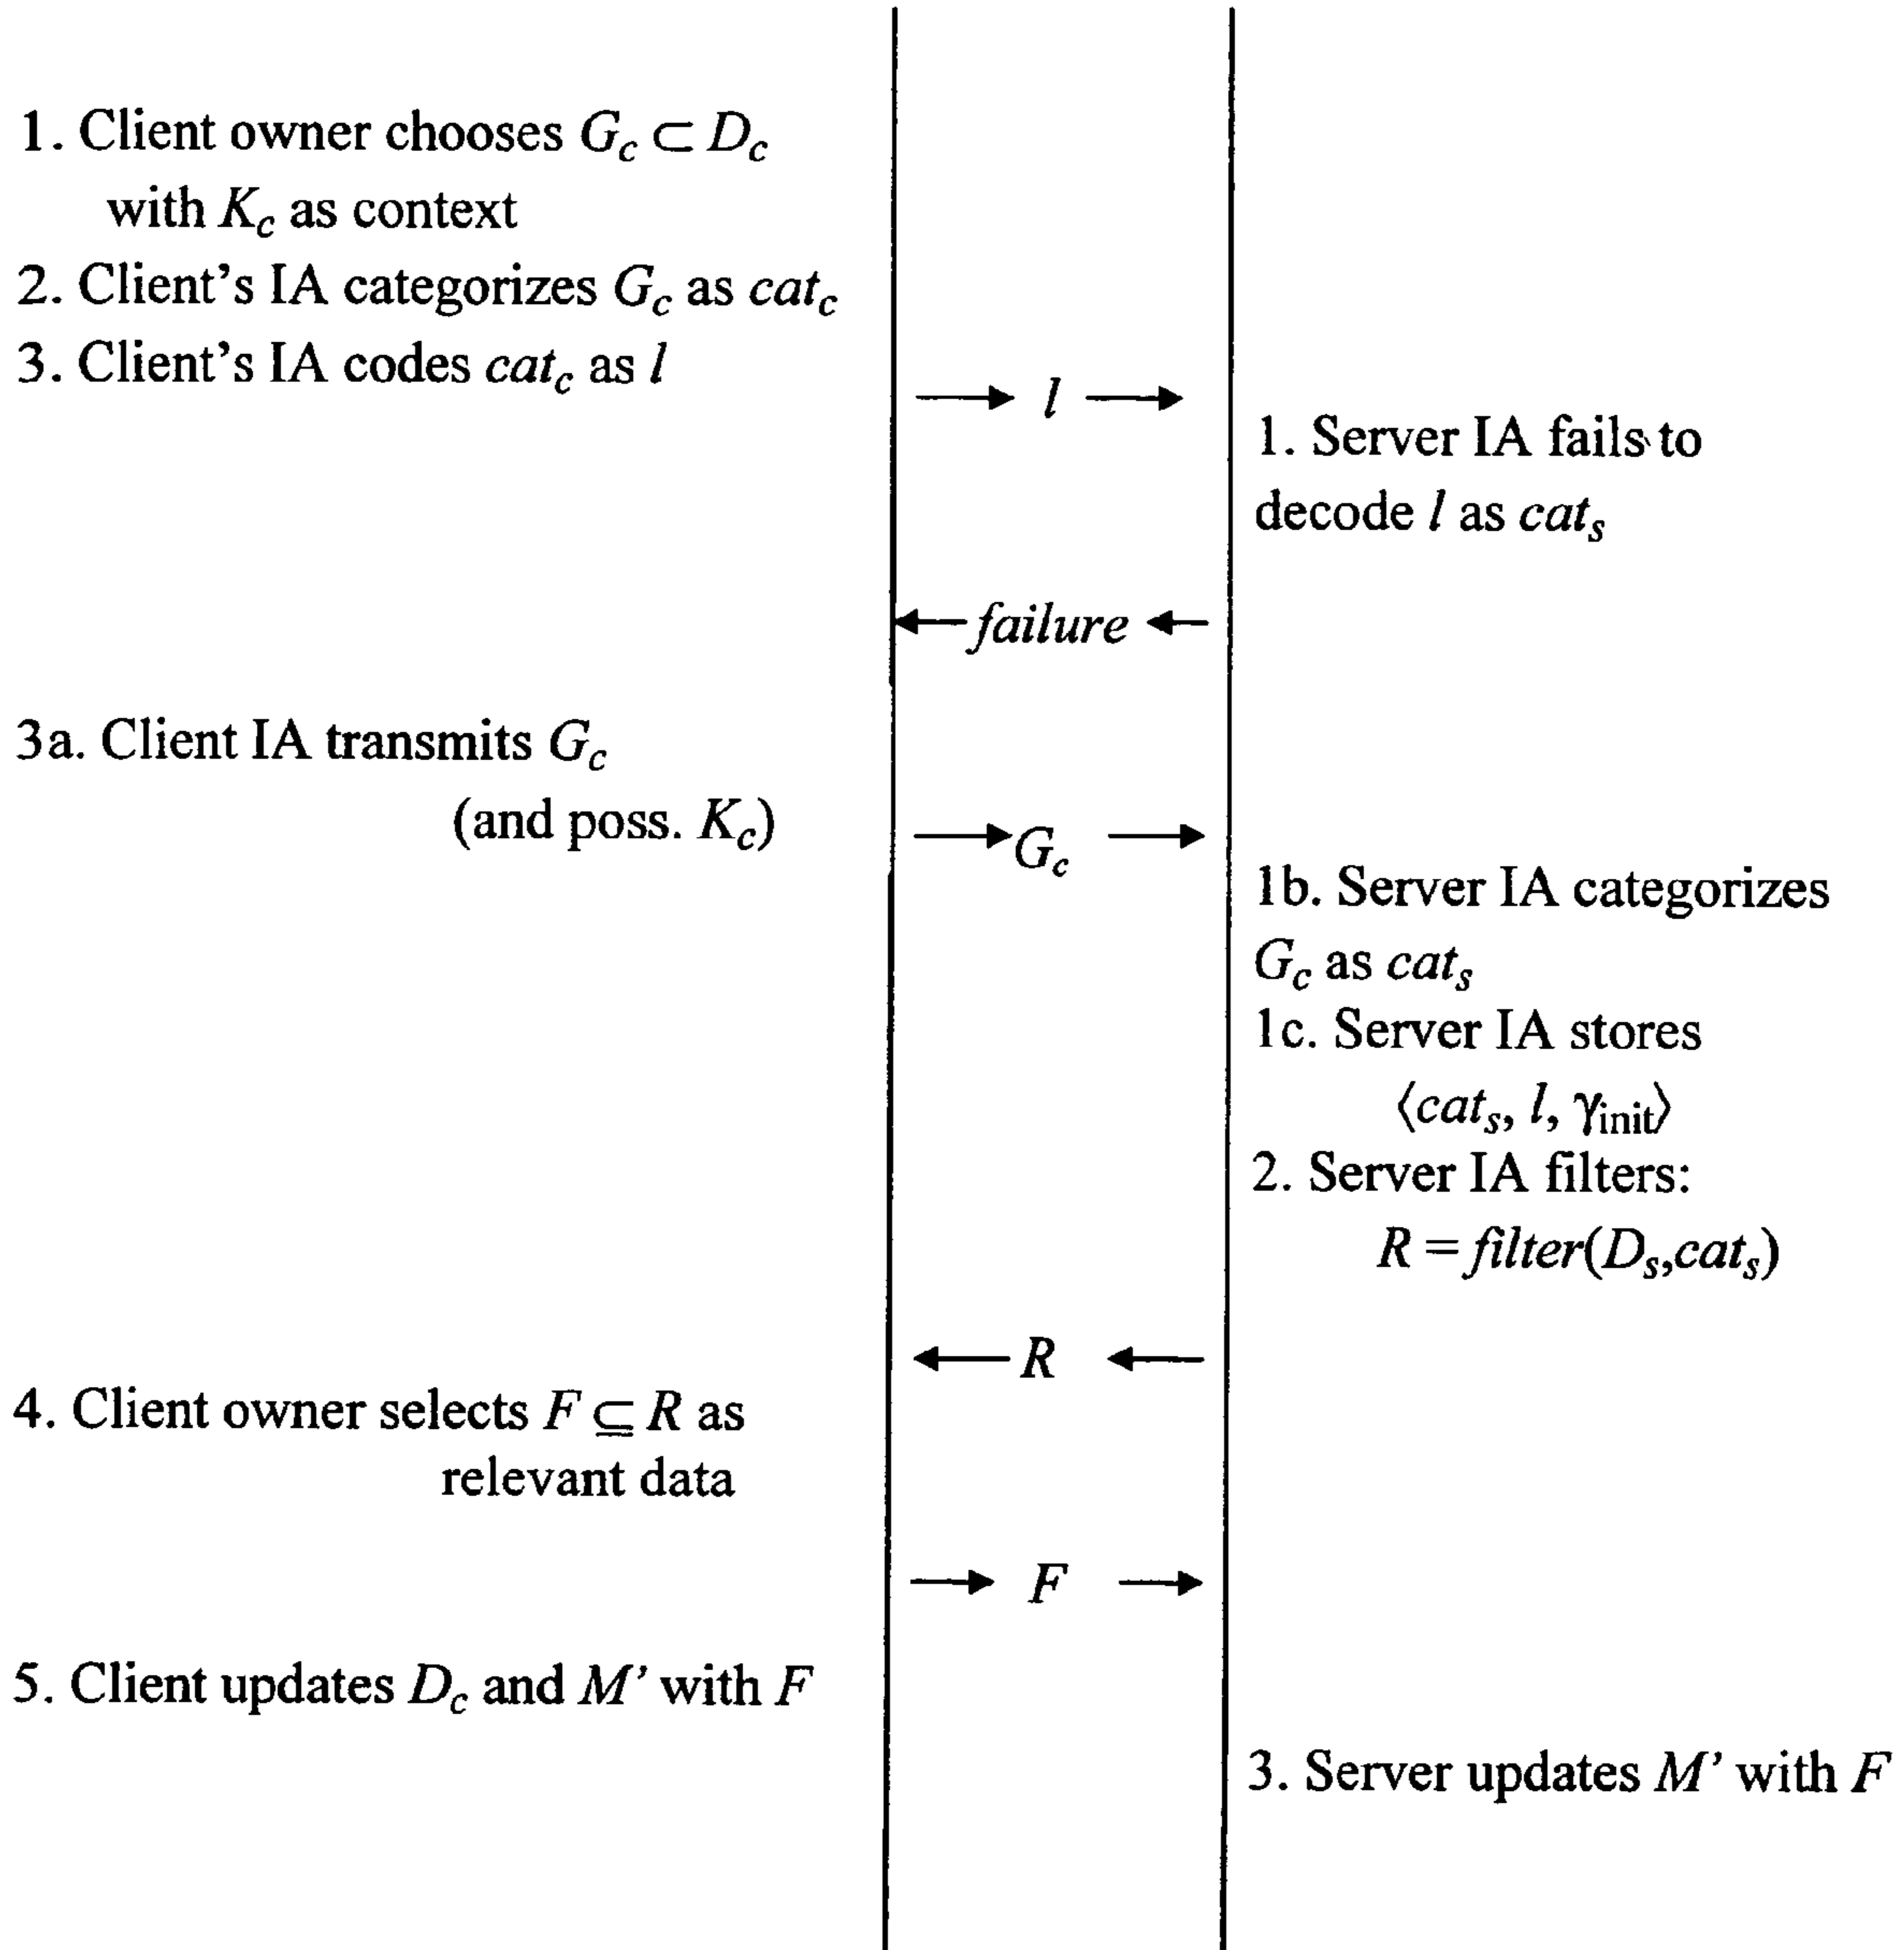 1. Client owner chooses G_c ⊂ D_c
with K_c as context
2. Client's IA categorizes G_c as cat_c
3. Client's IA codes cat_c as l
→ l →
1. Server IA fails to
decode l as cat_s
← failure ←
3a. Client IA transmits G_c
(and poss. K_c)
→ G_c →
1b. Server IA categorizes
G_c as cat_s
1c. Server IA stores
⟨cat_s, l, γ_init⟩
2. Server IA filters:
R = filter(D_s,cat_s)
← R ←
4. Client owner selects F ⊆ R as
relevant data
→ F →
5. Client updates D_c and M’ with F
3. Server updates M’ with F